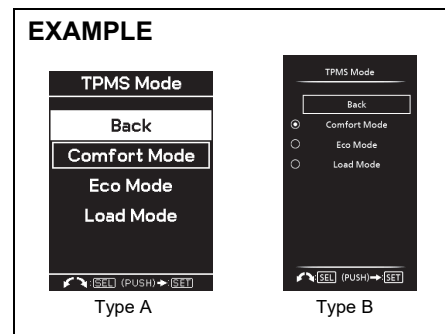 EXAMPLE
TPMS Mode
Back
Comfort Mode
Eco Mode
Load Mode
:SEL (PUSH)➔:SET
Type A
TPMS Mode
Back
Comfort Mode
Eco Mode
Load Mode
:SEL (PUSH)➔:SET
Type B